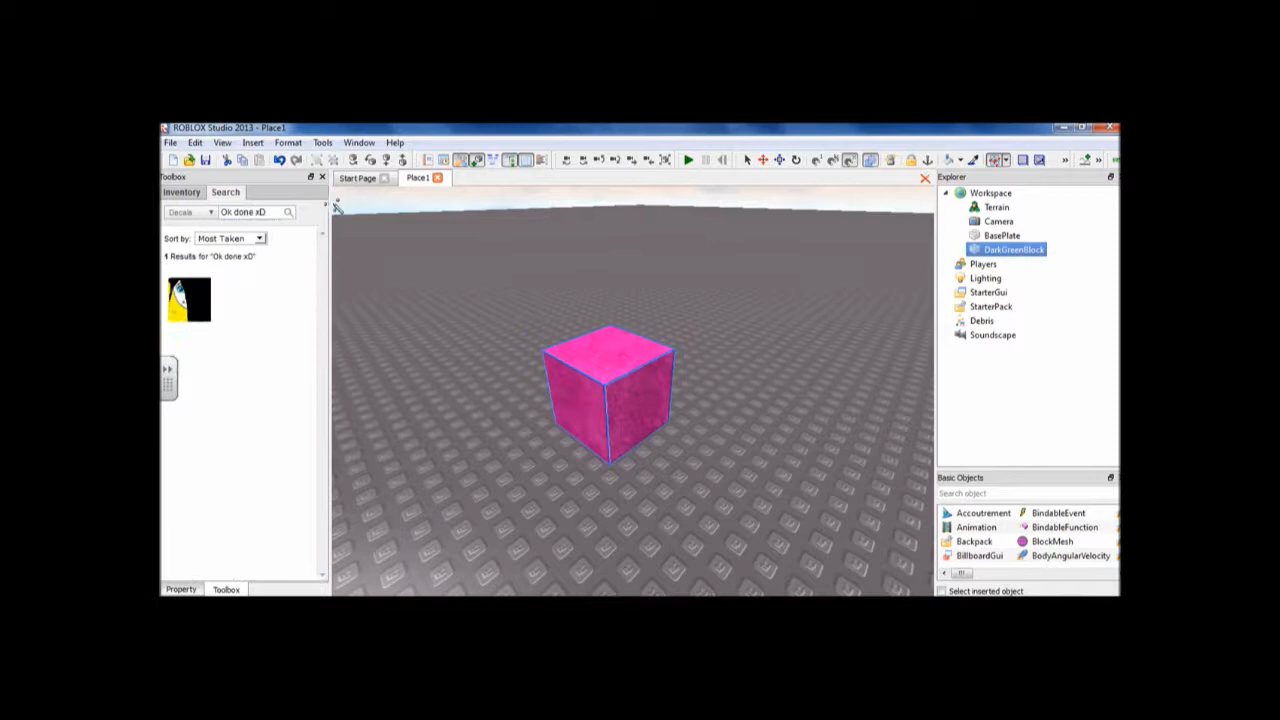 ROBLOX Studio 2013 - Place1
File Edit View Insert Format Tools Window Help
Toolbox
Start Page Place1
Explorer
Inventory Search
Decals Ok done xD
Sort by: Most Taken
1 Results for "Ok done xD"
Workspace
Terrain
Camera
BasePlate
DarkGreenBlock
Players
Lighting
StarterGui
StarterPack
Debris
Soundscape
Basic Objects
Search object
Accoutrement BindableEvent
Animation BindableFunction
Backpack BlockMesh
BillboardGui BodyAngularVelocity
Select inserted object
Property Toolbox